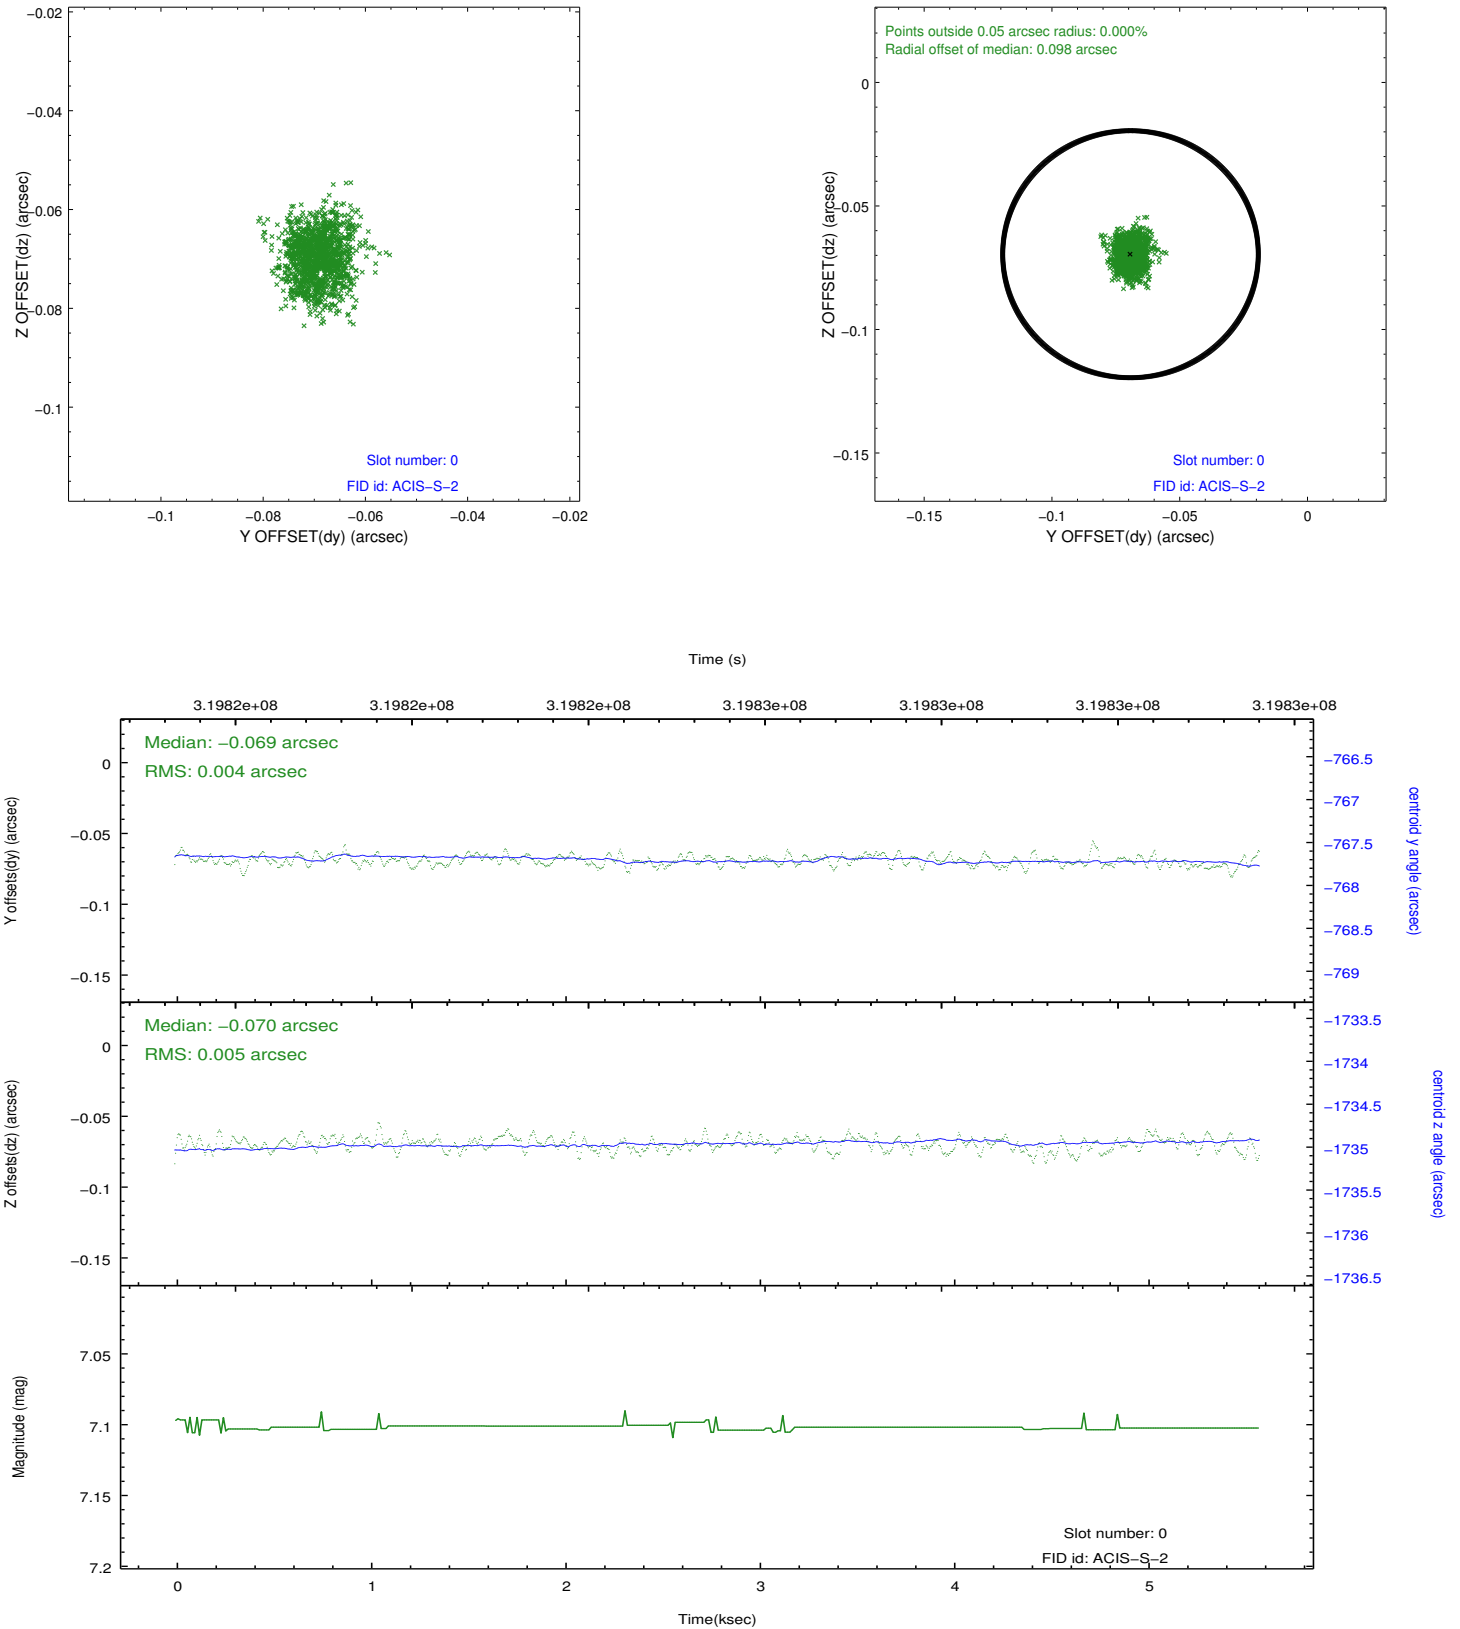 −0.02
−0.04
−0.06
−0.08
−0.1
Z OFFSET(dz) (arcsec)
Slot number: 0
FID id: ACIS−S−2
−0.1
−0.08
−0.06
−0.04
−0.02
Y OFFSET(dy) (arcsec)
Points outside 0.05 arcsec radius: 0.000%
Radial offset of median: 0.098 arcsec
0
−0.05
−0.1
−0.15
Z OFFSET(dz) (arcsec)
Slot number: 0
FID id: ACIS−S−2
−0.15
−0.1
−0.05
0
Y OFFSET(dy) (arcsec)
Time (s)
3.1982e+08
3.1982e+08
3.1982e+08
3.1983e+08
3.1983e+08
3.1983e+08
3.1983e+08
Median: −0.069 arcsec
RMS: 0.004 arcsec
0
−0.05
−0.1
−0.15
Y offsets(dy) (arcsec)
−766.5
−767
−767.5
−768
−768.5
−769
centroid y angle (arcsec)
Median: −0.070 arcsec
RMS: 0.005 arcsec
0
−0.05
−0.1
−0.15
Z offsets(dz) (arcsec)
−1733.5
−1734
−1734.5
−1735
−1735.5
−1736
−1736.5
centroid z angle (arcsec)
7.05
7.1
7.15
7.2
Magnitude (mag)
Slot number: 0
FID id: ACIS−S−2
0
1
2
3
4
5
Time(ksec)